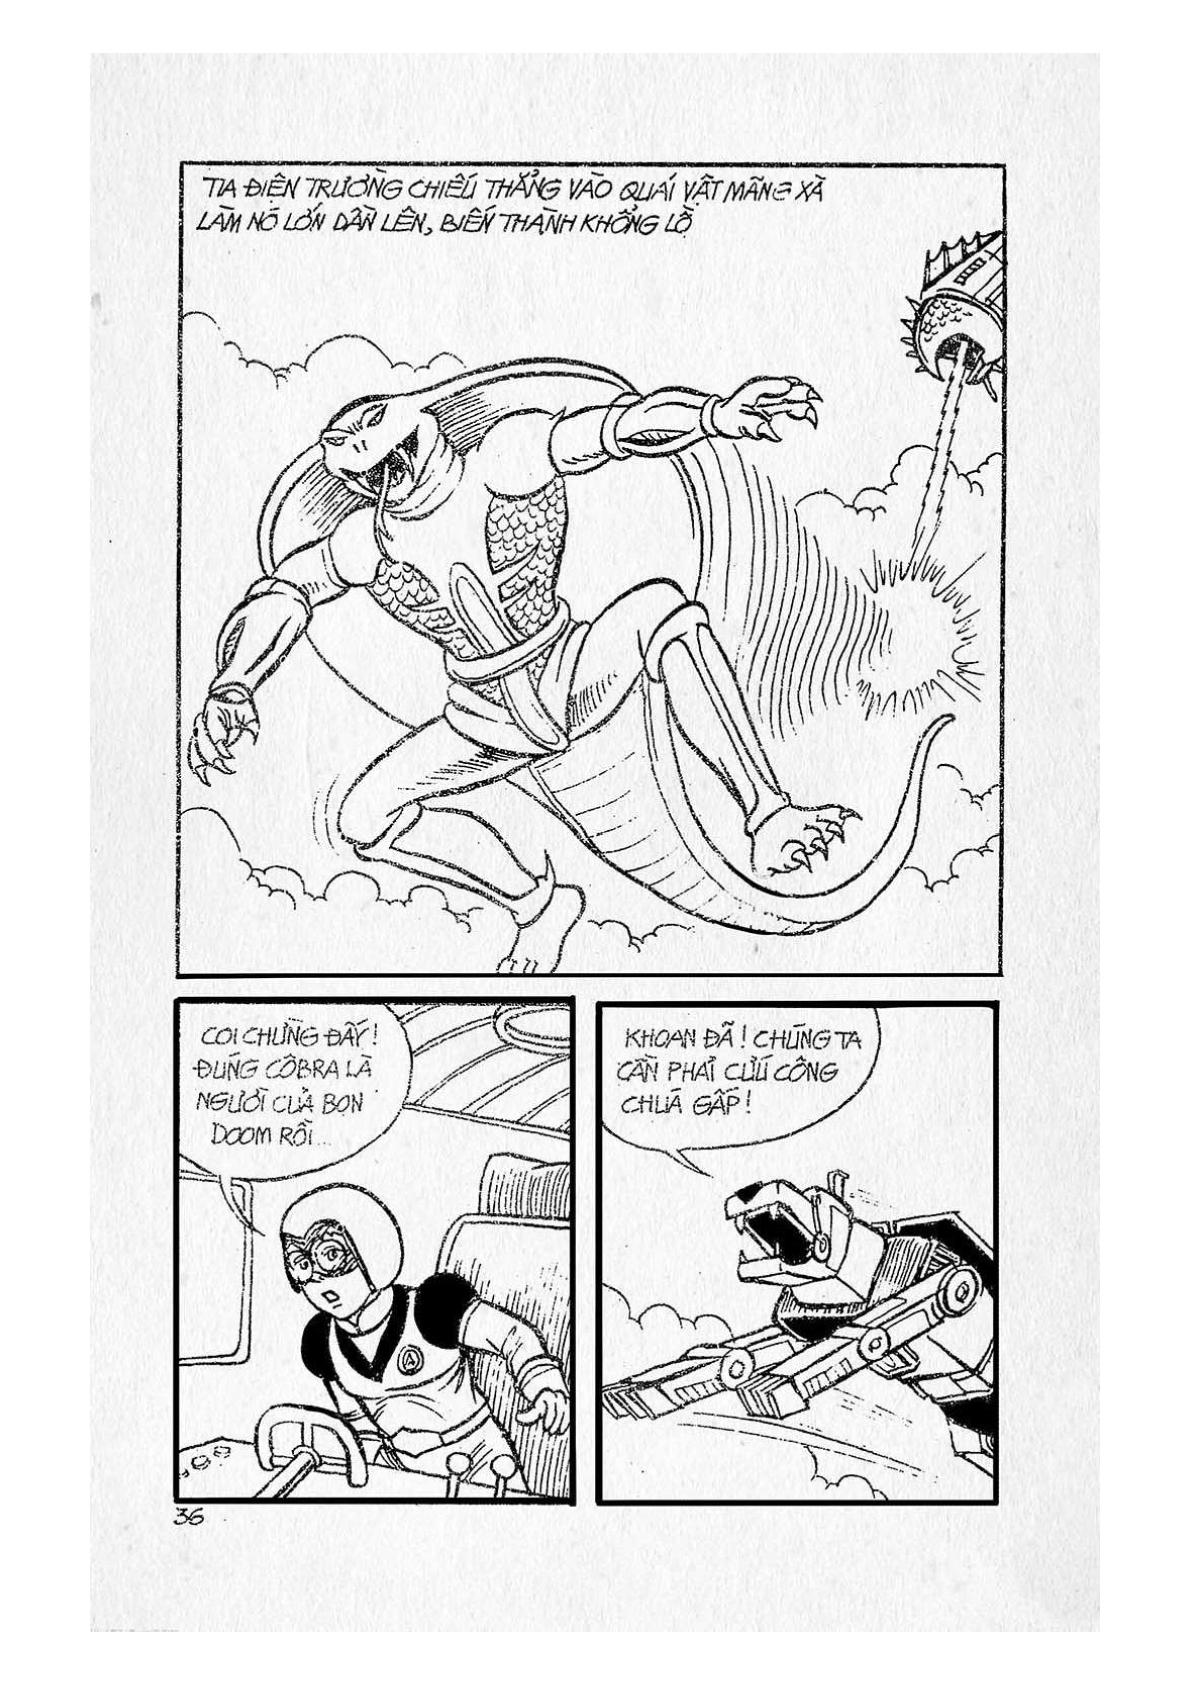 TIA ĐIỆN TRƯỜNG CHIẾU THẲNG VÀO QUÁI VẬT MÃNG XÀ
LÀM NÓ LỚN DẦN LÊN, BIẾN THÀNH KHỔNG LỒ
COI CHỪNG ĐẤY!
ĐÚNG CÔBRA LÀ
NGƯỜI CỦA BỌN
DOOM RỒI...
KHOAN ĐÃ! CHÚNG TA
CẦN PHẢI CỨU CÔNG
CHÚA GẤP!
A
36